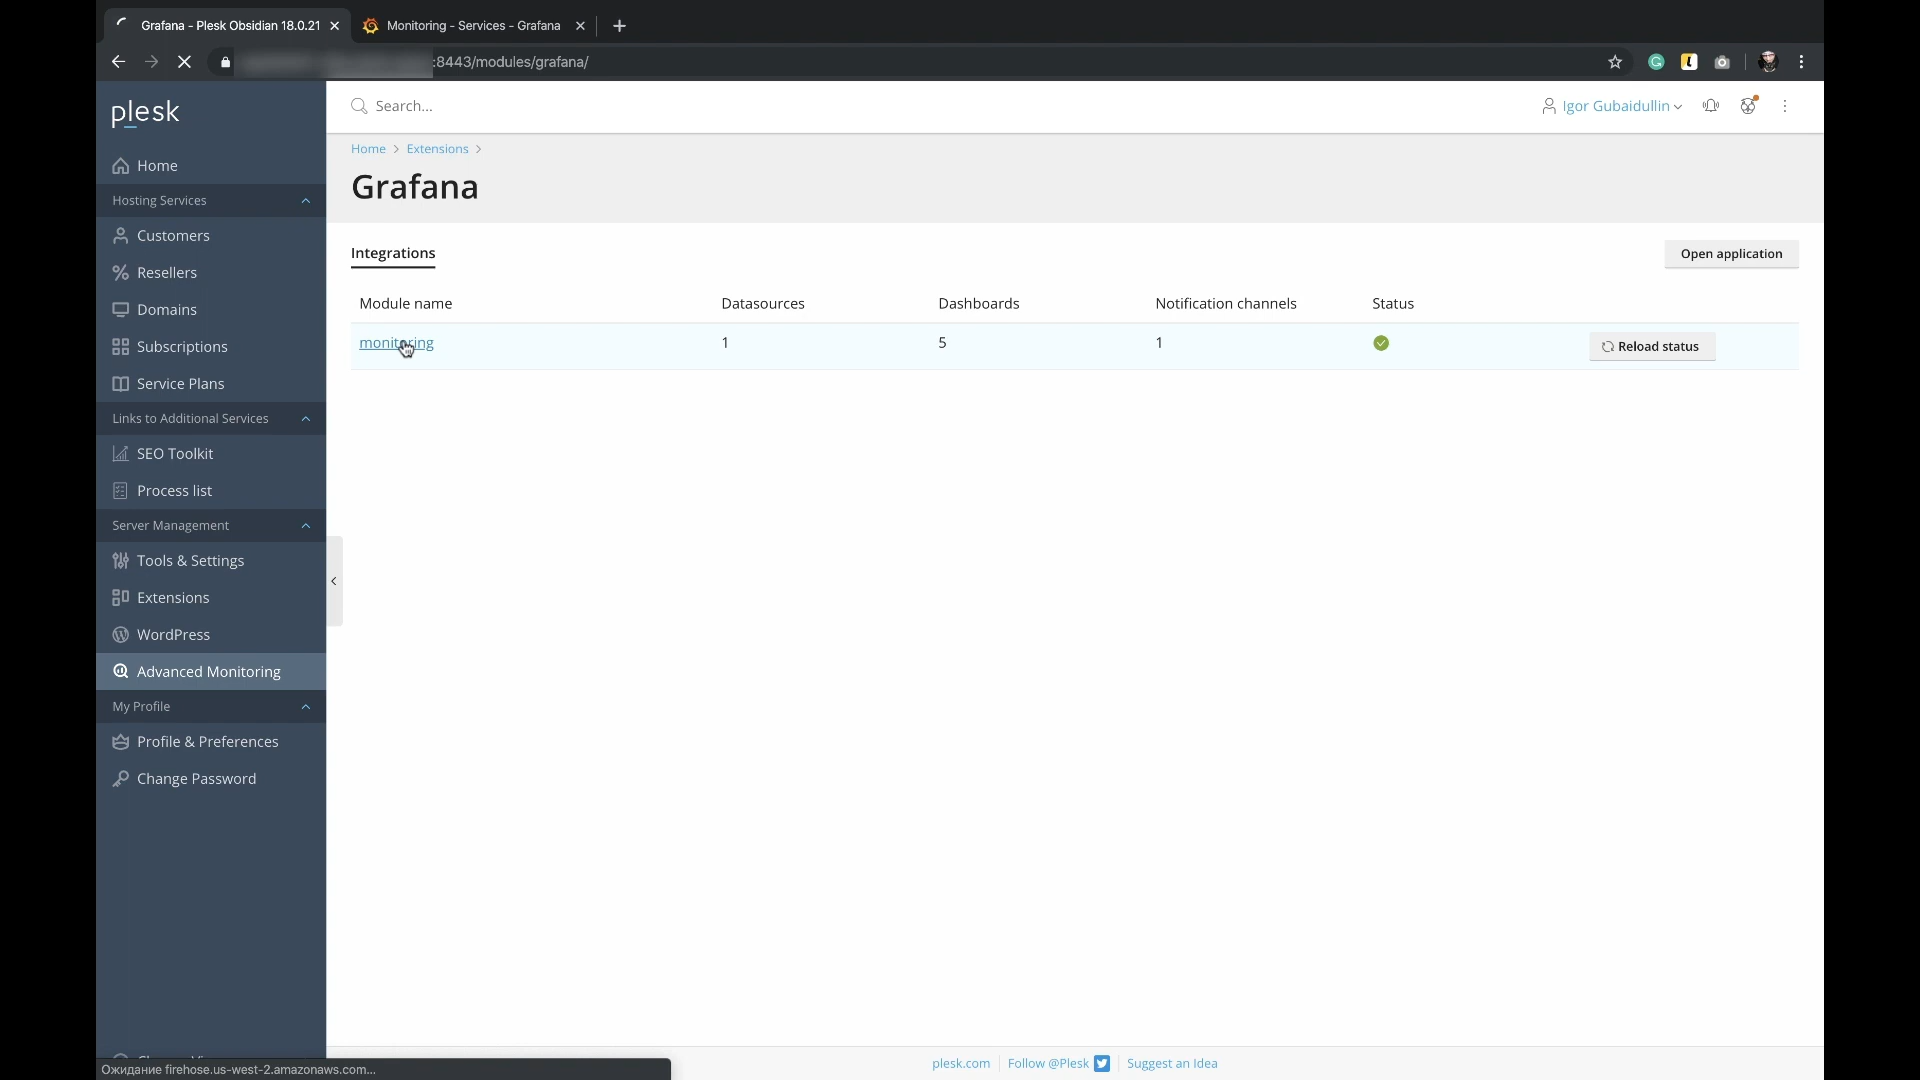 Grafana - Plesk Obsidian 18.0.21
Monitoring - Services - Grafana
:8443/modules/grafana/
plesk
Search...
Igor Gubaidullin
Home
Hosting Services
Customers
Resellers
Domains
Subscriptions
Service Plans
Links to Additional Services
SEO Toolkit
Process list
Server Management
Tools & Settings
Extensions
WordPress
Advanced Monitoring
My Profile
Profile & Preferences
Change Password
Home > Extensions >
Grafana
Integrations
Open application
Module name Datasources Dashboards Notification channels Status
monitoring 1 5 1 Reload status
Ожидание firehose.us-west-2.amazonaws.com...
plesk.com Follow @Plesk Suggest an Idea